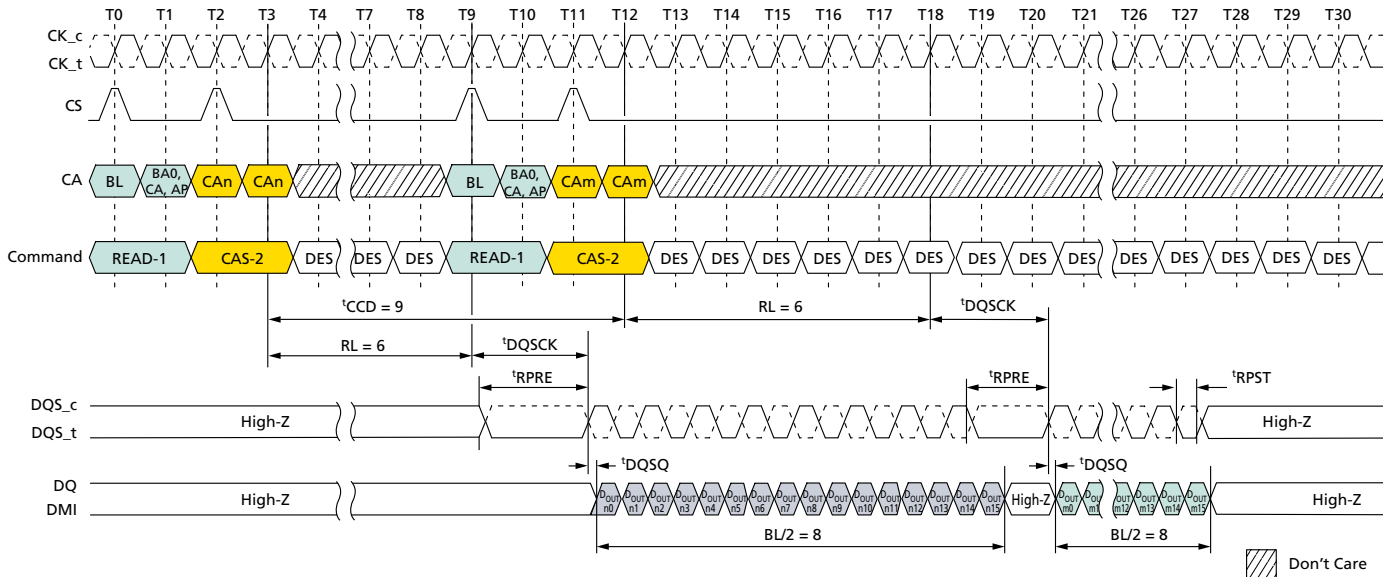 T0 T1 T2 T3 T4 T7 T8 T9 T10 T11 T12 T13 T14 T15 T16 T17 T18 T19 T20 T21 T26 T27 T28 T29 T30
CK_c
CK_t
CS
CA BL BA0, CA, AP CAn CAn BL BA0, CA, AP CAm CAm
Command READ-1 CAS-2 DES DES DES READ-1 CAS-2 DES DES DES DES DES DES DES DES DES DES DES DES DES DES
tCCD = 9 RL = 6 tDQSCK
RL = 6 tDQSCK
tRPRE tRPRE tRPST
DQS_c
DQS_t
High-Z High-Z
tDQSQ tDQSQ
DQ
DMI
High-Z DOUT n0 DOUT n1 DOUT n2 DOUT n3 DOUT n4 DOUT n5 DOUT n6 DOUT n7 DOUT n8 DOUT n9 DOUT n10 DOUT n11 DOUT n12 DOUT n13 DOUT n14 DOUT n15 High-Z DOUT m0 DOUT m1 DOUT m12 DOUT m13 DOUT m14 DOUT m15 High-Z
BL/2 = 8 BL/2 = 8
Don't Care